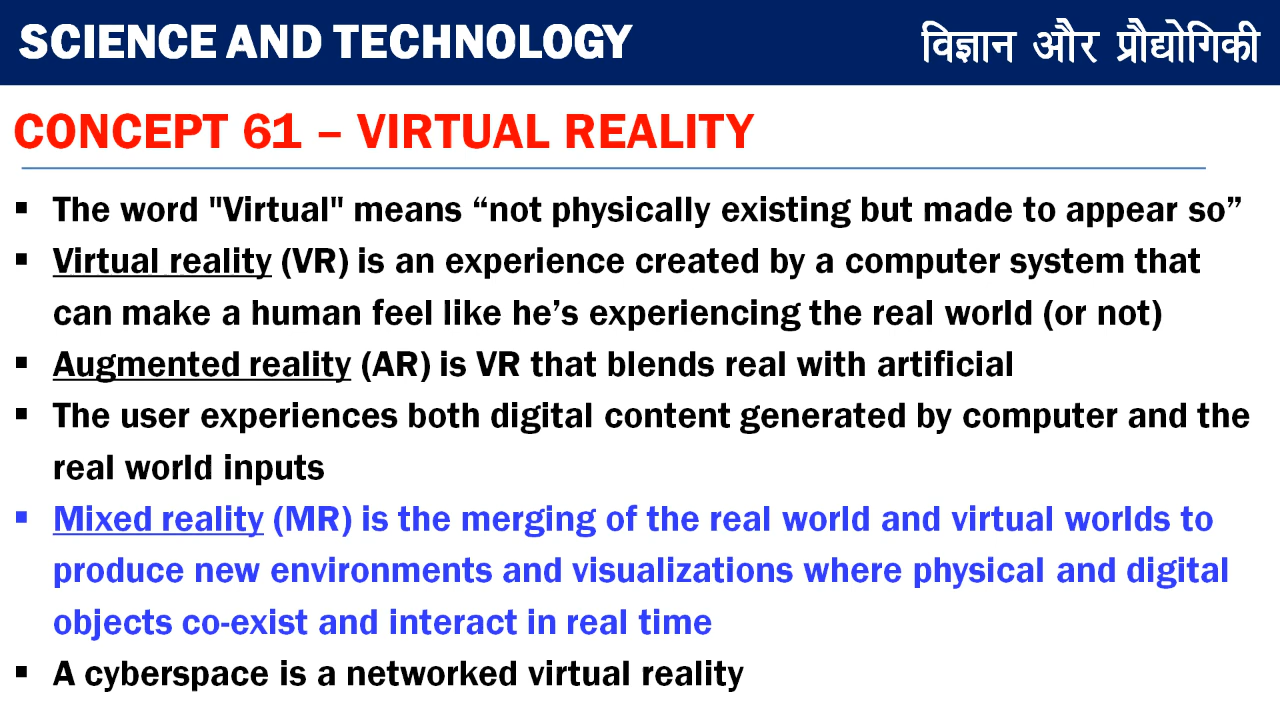 SCIENCE AND TECHNOLOGY
विज्ञान और प्रौद्योगिकी
CONCEPT 61 – VIRTUAL REALITY
▪ The word "Virtual" means “not physically existing but made to appear so”
▪ Virtual reality (VR) is an experience created by a computer system that
can make a human feel like he’s experiencing the real world (or not)
▪ Augmented reality (AR) is VR that blends real with artificial
▪ The user experiences both digital content generated by computer and the
real world inputs
▪ Mixed reality (MR) is the merging of the real world and virtual worlds to
produce new environments and visualizations where physical and digital
objects co-exist and interact in real time
▪ A cyberspace is a networked virtual reality